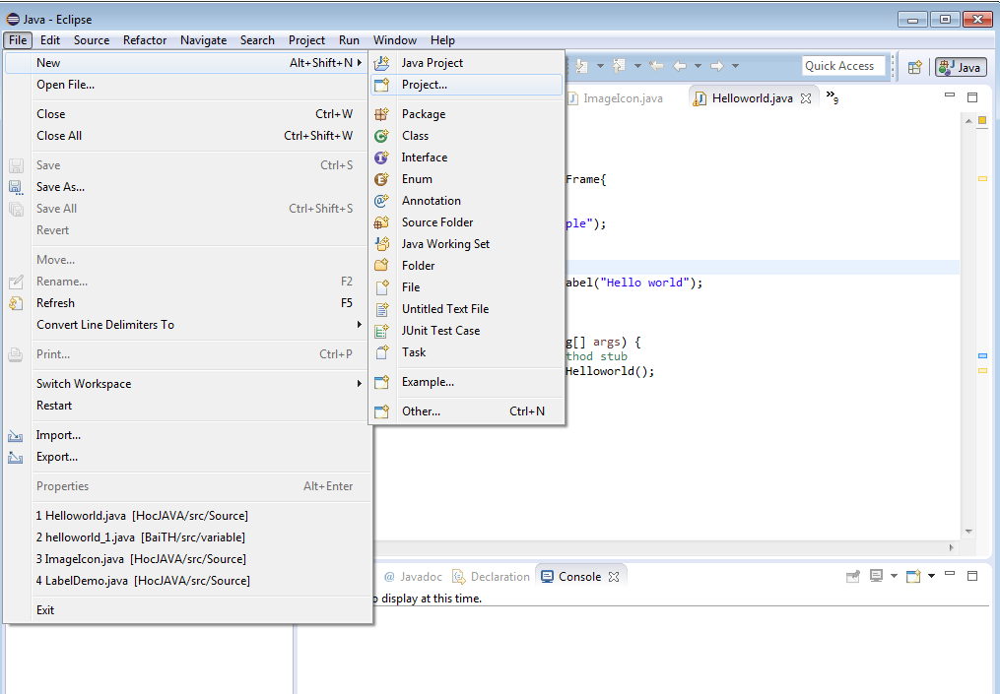 Java - Eclipse
File Edit Source Refactor Navigate Search Project Run Window Help
New Alt+Shift+N
Open File...
Close Ctrl+W
Close All Ctrl+Shift+W
Save Ctrl+S
Save As...
Save All Ctrl+Shift+S
Revert
Move...
Rename... F2
Refresh F5
Convert Line Delimiters To
Print... Ctrl+P
Switch Workspace
Restart
Import...
Export...
Properties Alt+Enter
1 Helloworld.java [HocJAVA/src/Source]
2 helloworld_1.java [BaiTH/src/variable]
3 ImageIcon.java [HocJAVA/src/Source]
4 LabelDemo.java [HocJAVA/src/Source]
Exit
Java Project
Project...
Package
Class
Interface
Enum
Annotation
Source Folder
Java Working Set
Folder
File
Untitled Text File
JUnit Test Case
Task
Example...
Other... Ctrl+N
Quick Access
Java
ImageIcon.java Helloworld.java »9
Frame{
ple");
abel("Hello world");
g[] args) {
thod stub
Helloworld();
@ Javadoc Declaration Console
o display at this time.